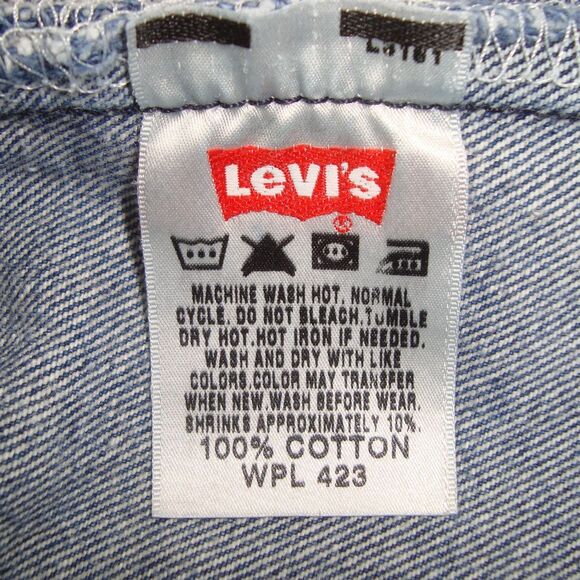 Levi's
MACHINE WASH HOT, NORMAL
CYCLE. DO NOT BLEACH.TUMBLE
DRY HOT.HOT IRON IF NEEDED.
WASH AND DRY WITH LIKE
COLORS.COLOR MAY TRANSFER
WHEN NEW.WASH BEFORE WEAR.
SHRINKS APPROXIMATELY 10%.
100% COTTON
WPL 423